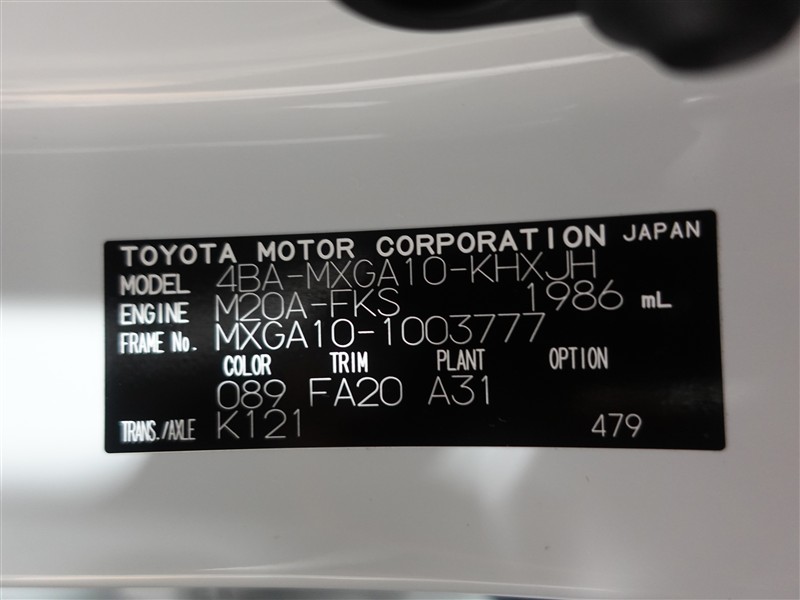 TOYOTA MOTOR CORPORATION JAPAN
MODEL 4BA-MXGA10-KHXJH
ENGINE M20A-FKS 1986 mL
FRAME No. MXGA10-1003777
COLOR TRIM PLANT OPTION
089 FA20 A31
TRANS./AXLE K121 479